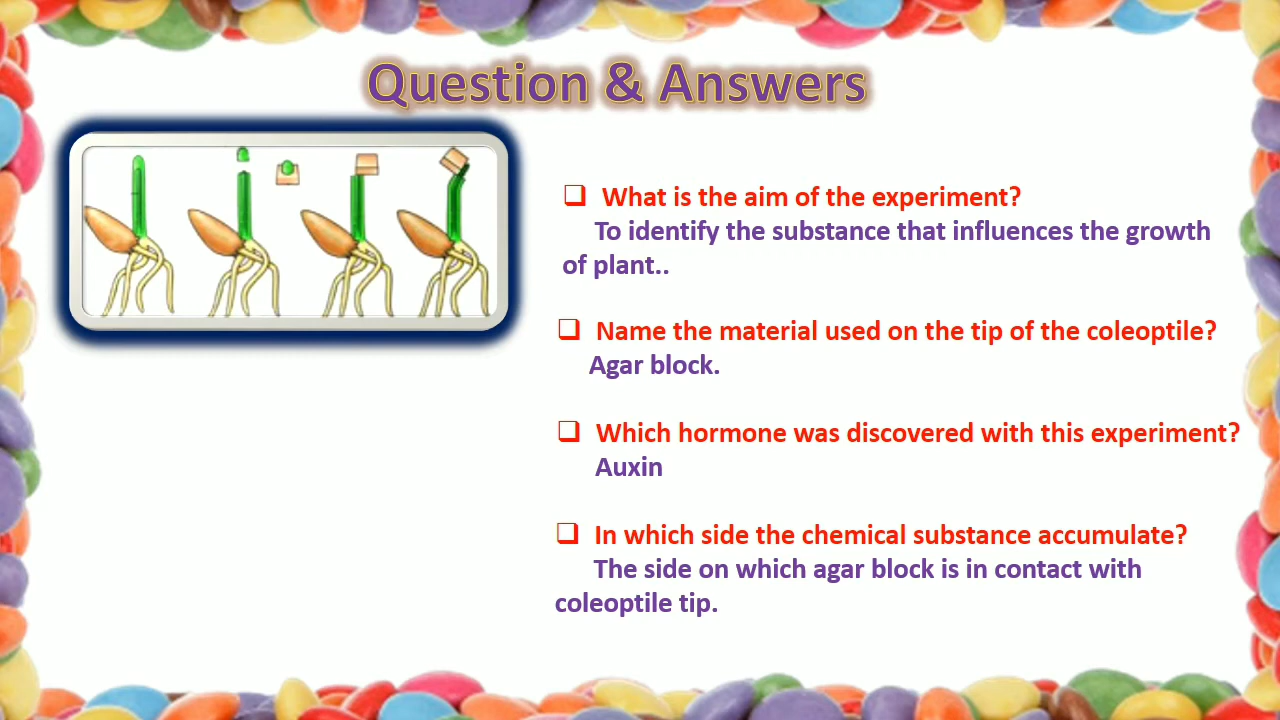 Question & Answers
❑ What is the aim of the experiment?
To identify the substance that influences the growth
of plant..
❑ Name the material used on the tip of the coleoptile?
Agar block.
❑ Which hormone was discovered with this experiment?
Auxin
❑ In which side the chemical substance accumulate?
The side on which agar block is in contact with
coleoptile tip.